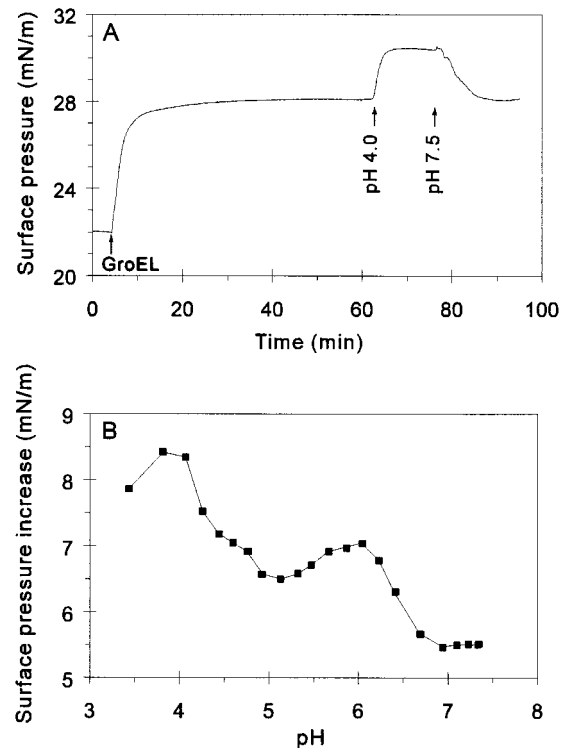 A
Surface pressure (mN/m)
32
28
24
20
GroEL
pH 4.0
pH 7.5
0
20
40
60
80
100
Time (min)
B
Surface pressure increase (mN/m)
9
8
7
6
5
3
4
5
6
7
8
pH